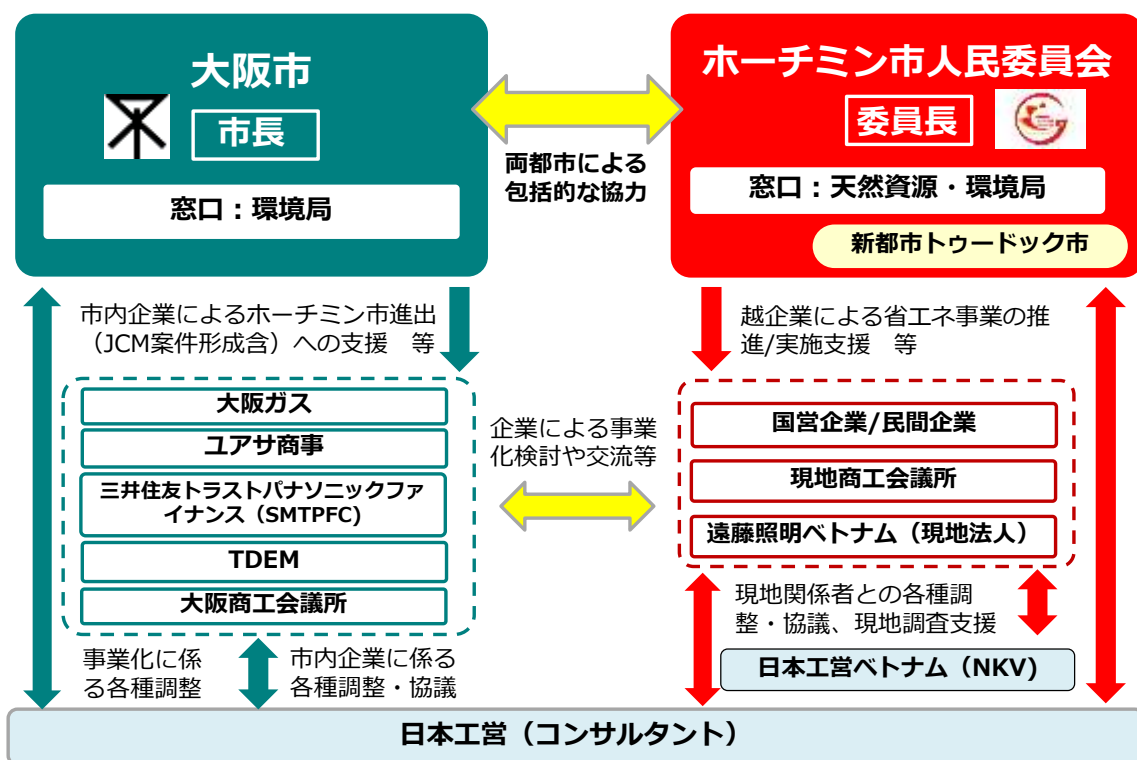 大阪市
市長
窓口：環境局
両都市による
包括的な協力
ホーチミン市人民委員会
委員長
窓口：天然資源・環境局
新都市トゥードック市
市内企業によるホーチミン市進出
（JCM案件形成含）への支援　等
越企業による省エネ事業の推
進/実施支援　等
大阪ガス
ユアサ商事
三井住友トラストパナソニックファ
イナンス（SMTPFC)
TDEM
大阪商工会議所
企業による事業
化検討や交流等
国営企業/民間企業
現地商工会議所
遠藤照明ベトナム（現地法人）
事業化に係
る各種調整
市内企業に係る
各種調整・協議
現地関係者との各種調
整・協議、現地調査支援
日本工営ベトナム（NKV)
日本工営（コンサルタント）